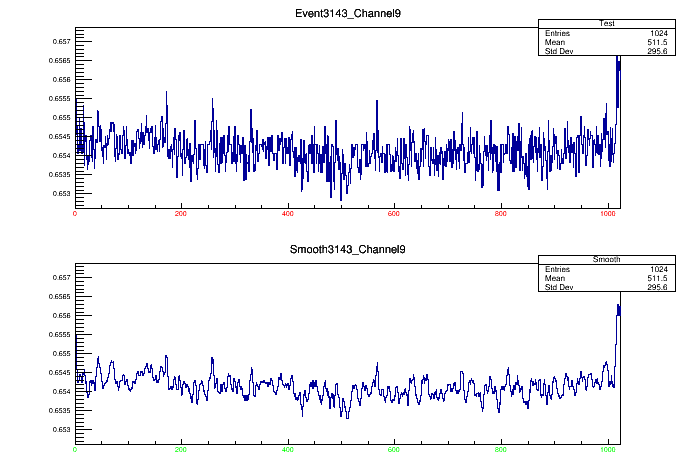 Event3143_Channel9
Test
Entries 1024
Mean 511.5
Std Dev 295.6
0.657
0.6565
0.656
0.6555
0.655
0.6545
0.654
0.6535
0.653
0 200 400 600 800 1000
Smooth3143_Channel9
Smooth
Entries 1024
Mean 511.5
Std Dev 295.6
0.657
0.6565
0.656
0.6555
0.655
0.6545
0.654
0.6535
0.653
0 200 400 600 800 1000